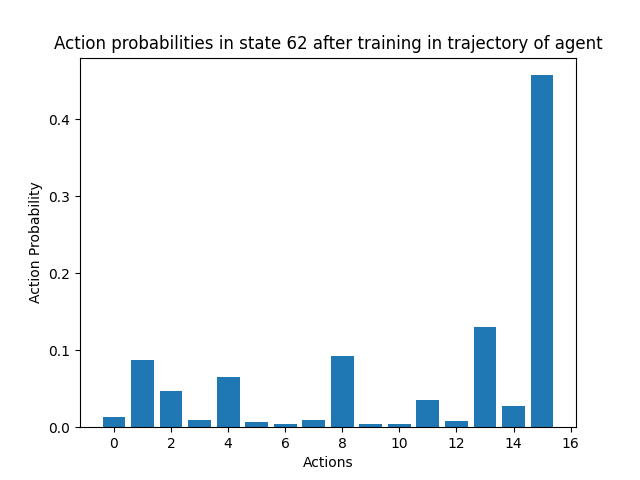 Action probabilities in state 62 after training in trajectory of agent
Action Probability
0.4
0.3
0.2
0.1
0.0
0 2 4 6 8 10 12 14 16
Actions